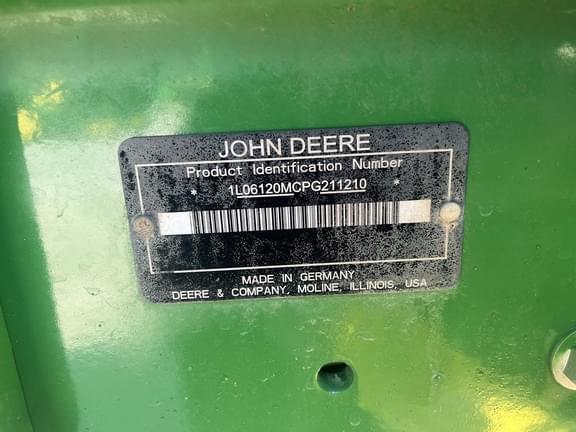 JOHN DEERE
Product Identification Number
* 1L06120MCPG211210 *
MADE IN GERMANY
DEERE & COMPANY, MOLINE, ILLINOIS, USA